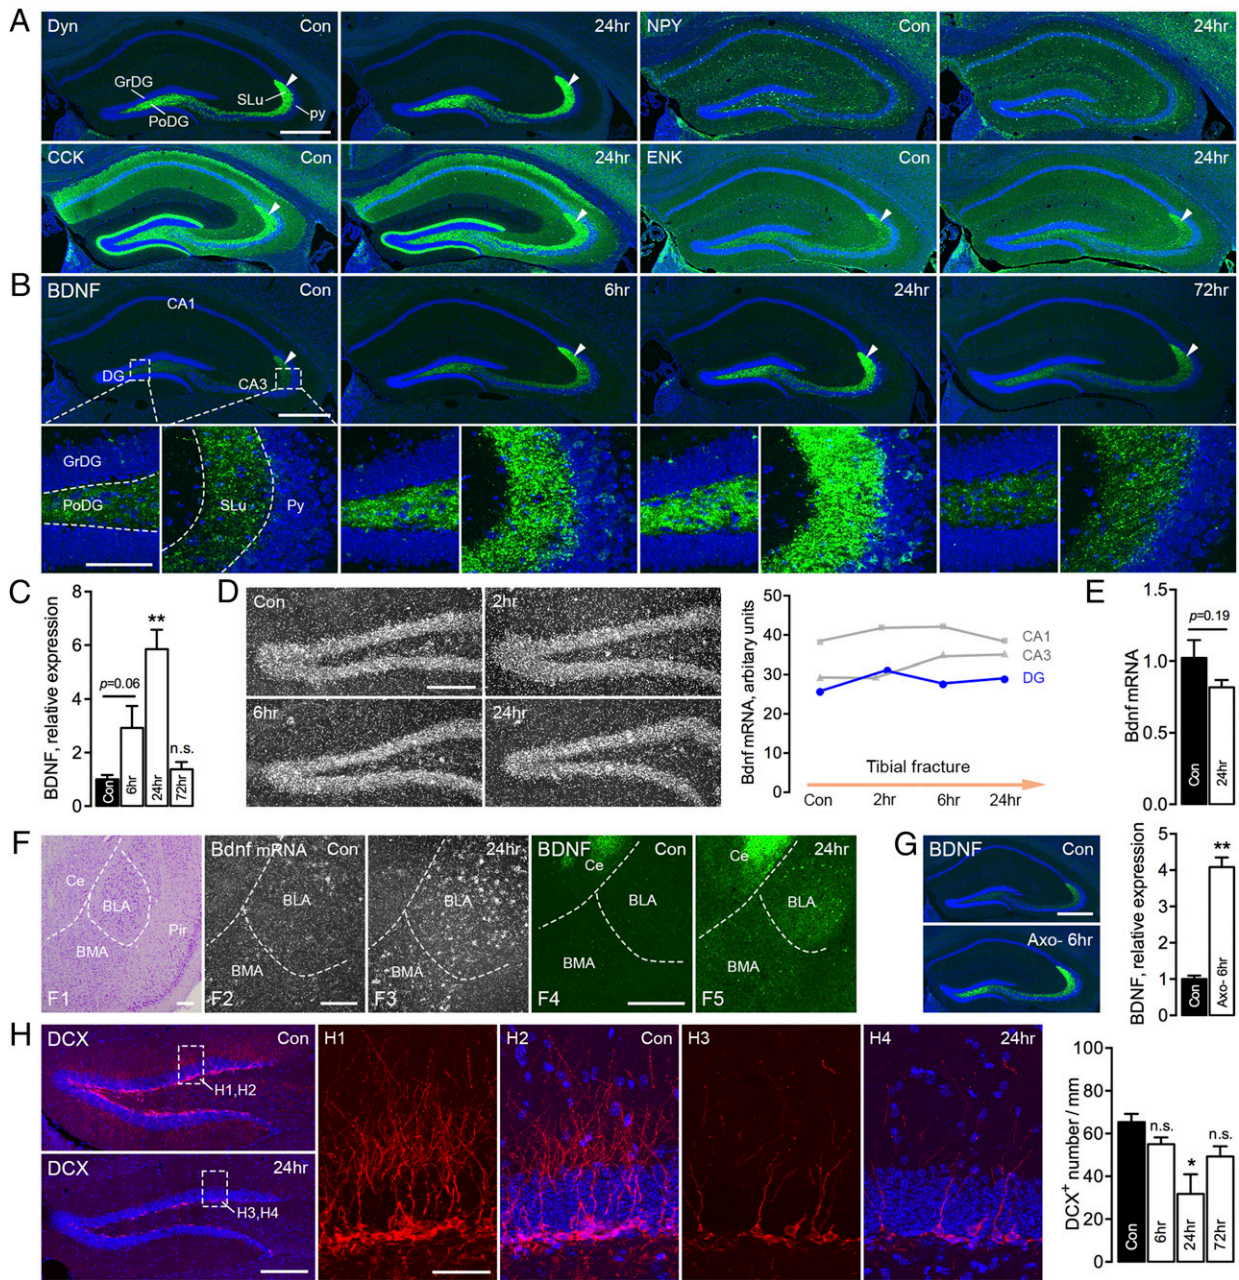 A
Dyn
Con
24hr
NPY
Con
24hr
GrDG
SLu
PoDG
py
CCK
Con
24hr
ENK
Con
24hr
B
BDNF
Con
6hr
24hr
72hr
CA1
DG
CA3
GrDG
PoDG
SLu
Py
C
BDNF, relative expression
8
6
4
2
0
p=0.06
**
n.s.
Con
6hr
24hr
72hr
D
Con
2hr
6hr
24hr
Bdnf mRNA, arbitary units
50
40
30
20
10
0
CA1
CA3
DG
Tibial fracture
Con
2hr
6hr
24hr
E
Bdnf mRNA
1.5
1.0
0.5
0.0
p=0.19
Con
24hr
F
Ce
BLA
Pir
BMA
F1
Bdnf mRNA
Con
BLA
BMA
F2
24hr
BLA
BMA
F3
BDNF
Con
Ce
BLA
BMA
F4
24hr
Ce
BLA
BMA
F5
G
BDNF
Con
Axo- 6hr
BDNF, relative expression
5
4
3
2
1
0
**
Con
Axo- 6hr
H
DCX
Con
H1,H2
DCX
24hr
H3,H4
H1
H2
Con
H3
H4
24hr
DCX+ number / mm
100
80
60
40
20
0
n.s.
*
n.s.
Con
6hr
24hr
72hr